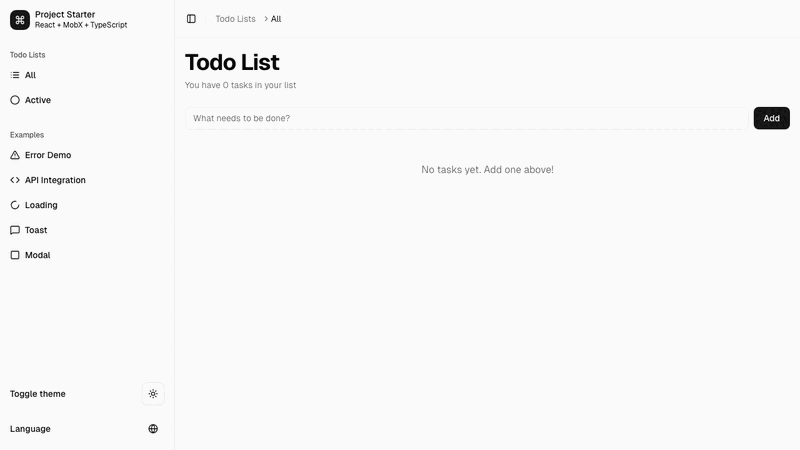 Project Starter
React + MobX + TypeScript
Todo Lists
All
Active
Examples
Error Demo
API Integration
Loading
Toast
Modal
Toggle theme
Language
Todo Lists > All
Todo List
You have 0 tasks in your list
What needs to be done?
Add
No tasks yet. Add one above!